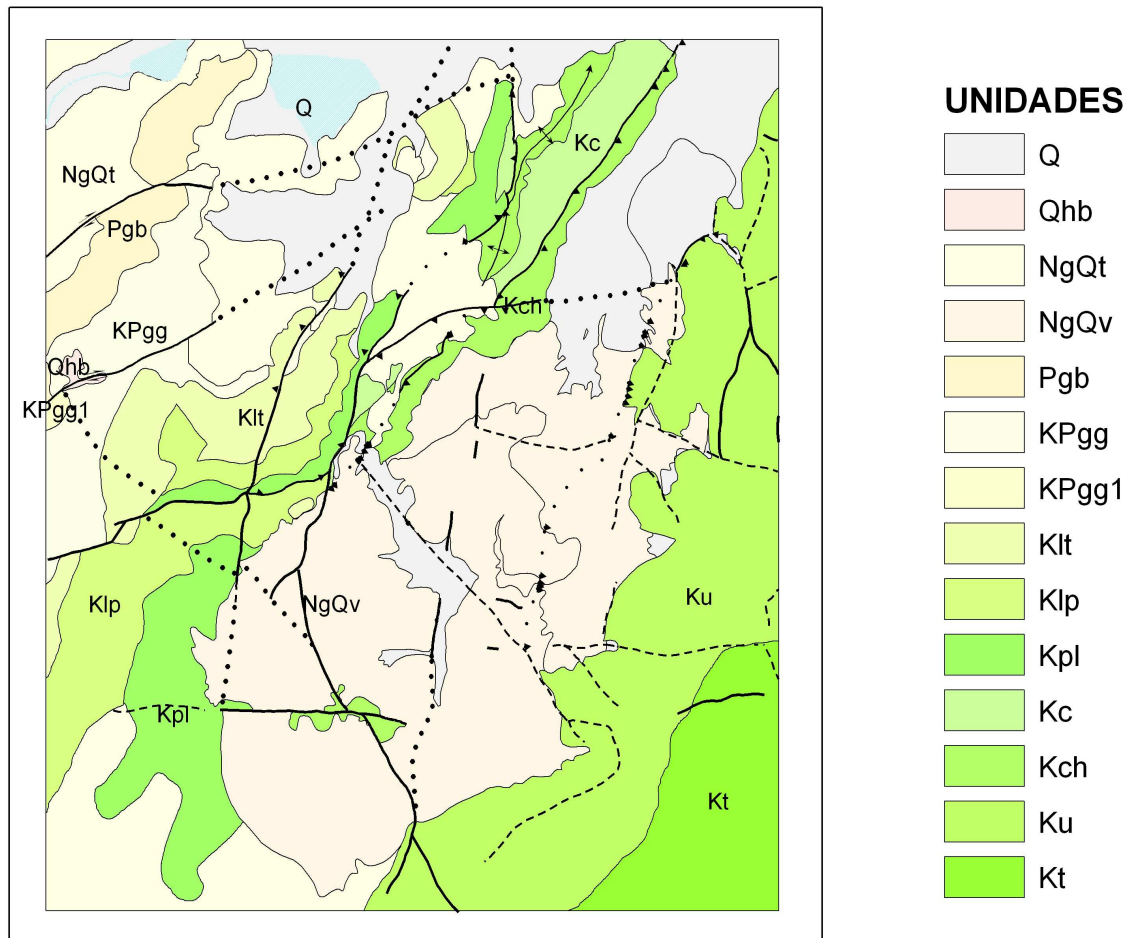 Q
Kc
NgQt
Pgb
Kch
KPgg
Qhb
KPgg1
Klt
Klp
NgQv
Ku
Kpl
Kt
UNIDADES
Q
Qhb
NgQt
NgQv
Pgb
KPgg
KPgg1
Klt
Klp
Kpl
Kc
Kch
Ku
Kt